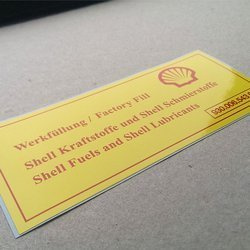 Werkfüllung / Factory Fill
Shell Kraftstoffe und Shell Schmierstoffe
Shell Fuels and Shell Lubricants